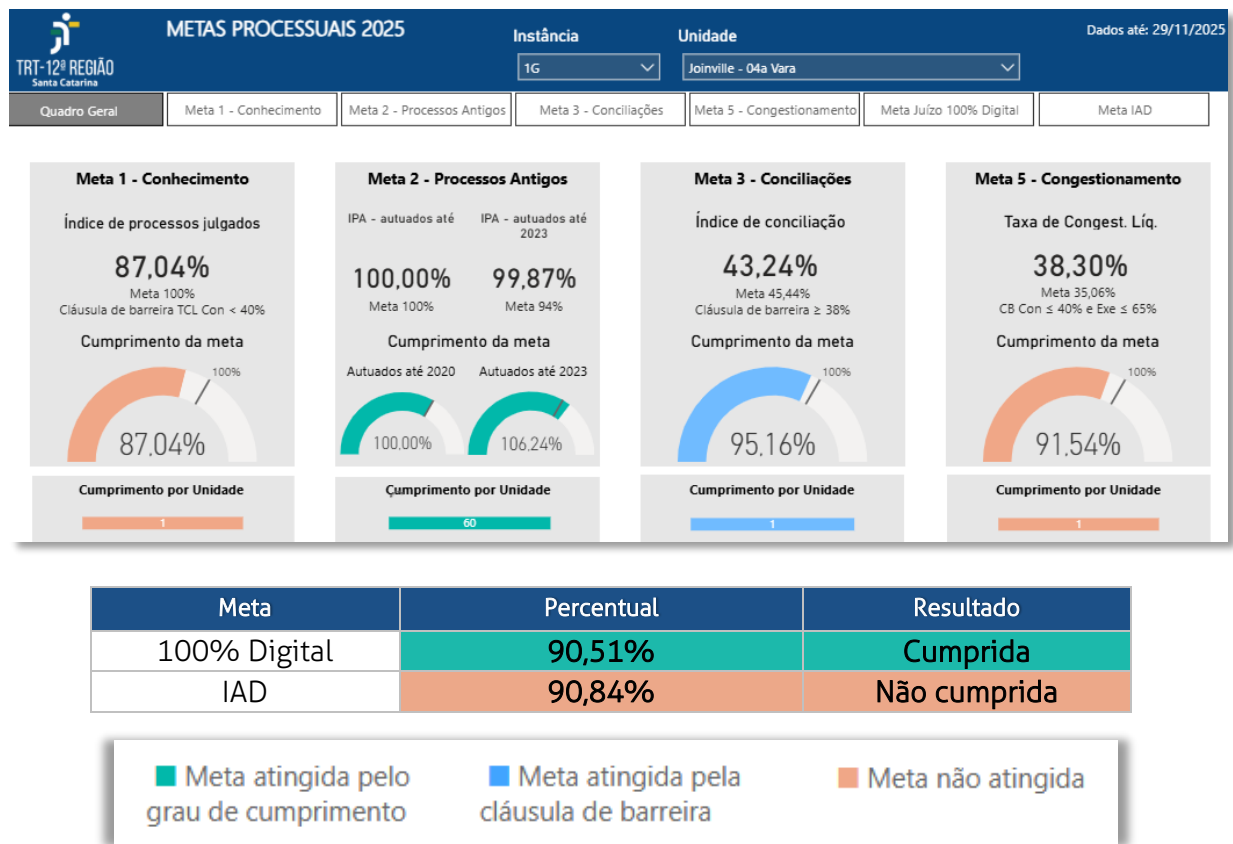 METAS PROCESSUAIS 2025
Instância
Unidade
Dados até: 29/11/2025
TRT-12ª REGIÃO
Santa Catarina
1G
Joinville - 04a Vara
Quadro Geral
Meta 1 - Conhecimento
Meta 2 - Processos Antigos
Meta 3 - Conciliações
Meta 5 - Congestionamento
Meta Juízo 100% Digital
Meta IAD
Meta 1 - Conhecimento
Índice de processos julgados
87,04%
Meta 100%
Cláusula de barreira TCL Con < 40%
Cumprimento da meta
100%
87,04%
Cumprimento por Unidade
1
Meta 2 - Processos Antigos
IPA - autuados até
IPA - autuados até
2023
100,00%
99,87%
Meta 100%
Meta 94%
Cumprimento da meta
Autuados até 2020
Autuados até 2023
100,00%
106,24%
Cumprimento por Unidade
60
Meta 3 - Conciliações
Índice de conciliação
43,24%
Meta 45,44%
Cláusula de barreira ≥ 38%
Cumprimento da meta
100%
95,16%
Cumprimento por Unidade
1
Meta 5 - Congestionamento
Taxa de Congest. Líq.
38,30%
Meta 35,06%
CB Con ≤ 40% e Exe ≤ 65%
Cumprimento da meta
100%
91,54%
Cumprimento por Unidade
1
Meta Percentual Resultado
100% Digital 90,51% Cumprida
IAD 90,84% Não cumprida
Meta atingida pelo
grau de cumprimento
Meta atingida pela
cláusula de barreira
Meta não atingida